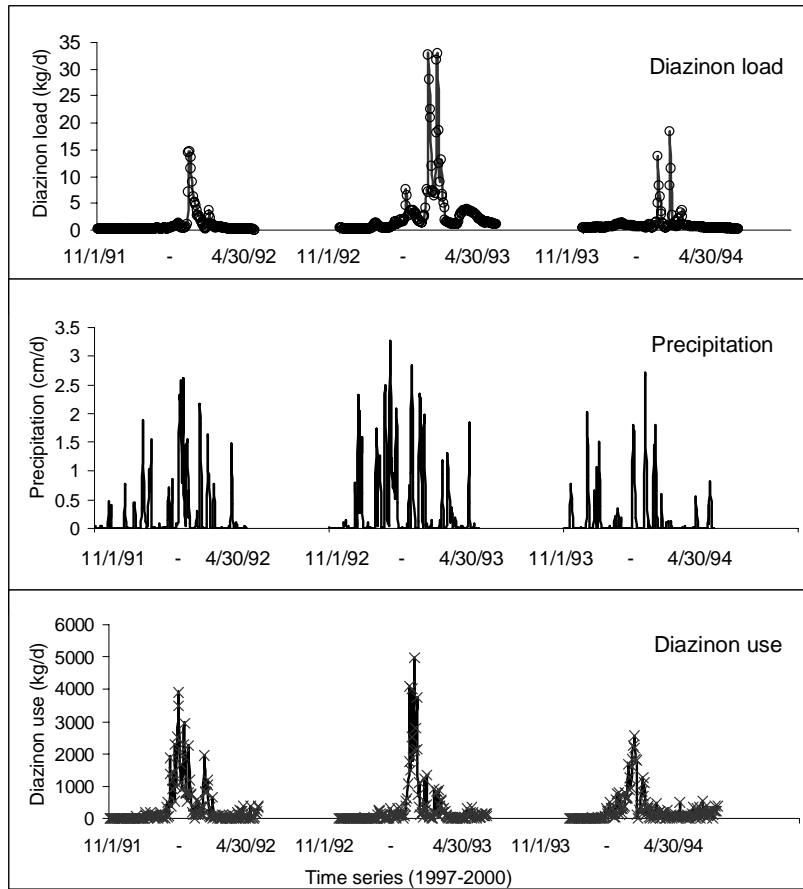 Diazinon load
Diazinon load (kg/d)
35
30
25
20
15
10
5
0
11/1/91 - 4/30/92 11/1/92 - 4/30/93 11/1/93 - 4/30/94
Precipitation
Precipitation (cm/d)
3.5
3
2.5
2
1.5
1
0.5
0
11/1/91 - 4/30/92 11/1/92 - 4/30/93 11/1/93 - 4/30/94
Diazinon use
Diazinon use (kg/d)
6000
5000
4000
3000
2000
1000
0
11/1/91 - 4/30/92 11/1/92 - 4/30/93 11/1/93 - 4/30/94
Time series (1997-2000)